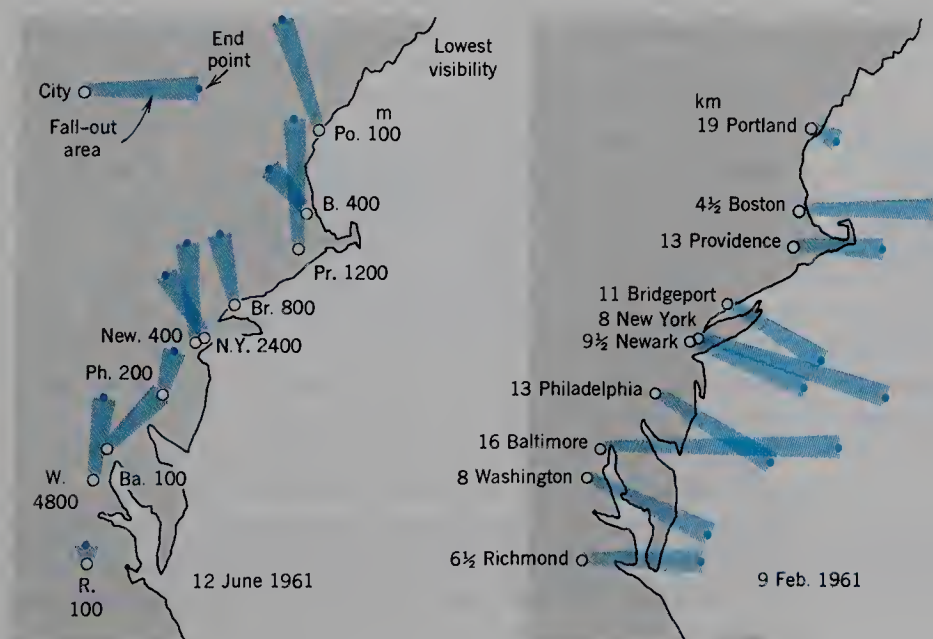 City
End
point
Fall-out
area
Lowest
visibility
m
Po. 100
B. 400
Pr. 1200
Br. 800
New. 400
N.Y. 2400
Ph. 200
W.
4800
Ba. 100
R.
100
12 June 1961
km
19 Portland
4½ Boston
13 Providence
11 Bridgeport
8 New York
9½ Newark
13 Philadelphia
16 Baltimore
8 Washington
6½ Richmond
9 Feb. 1961